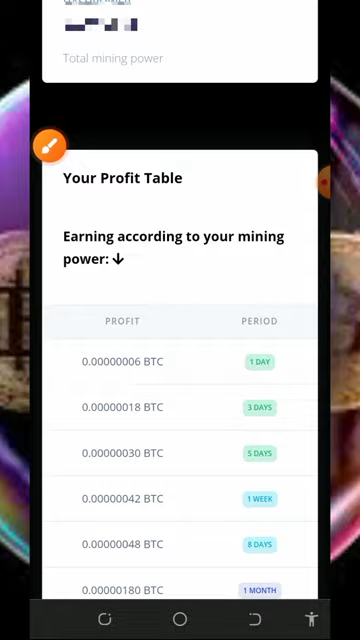 Total mining power
Your Profit Table
Earning according to your mining
power: ↓
PROFIT PERIOD
0.00000006 BTC 1 DAY
0.00000018 BTC 3 DAYS
0.00000030 BTC 5 DAYS
0.00000042 BTC 1 WEEK
0.00000048 BTC 8 DAYS
0.00000180 BTC 1 MONTH